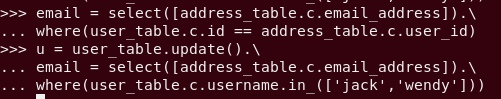 >>> email = select([address_table.c.email_address]).\
... where(user_table.c.id == address_table.c.user_id)
>>> u = user_table.update().\
... email = select([address_table.c.email_address]).\
... where(user_table.c.username.in_(['jack','wendy']))